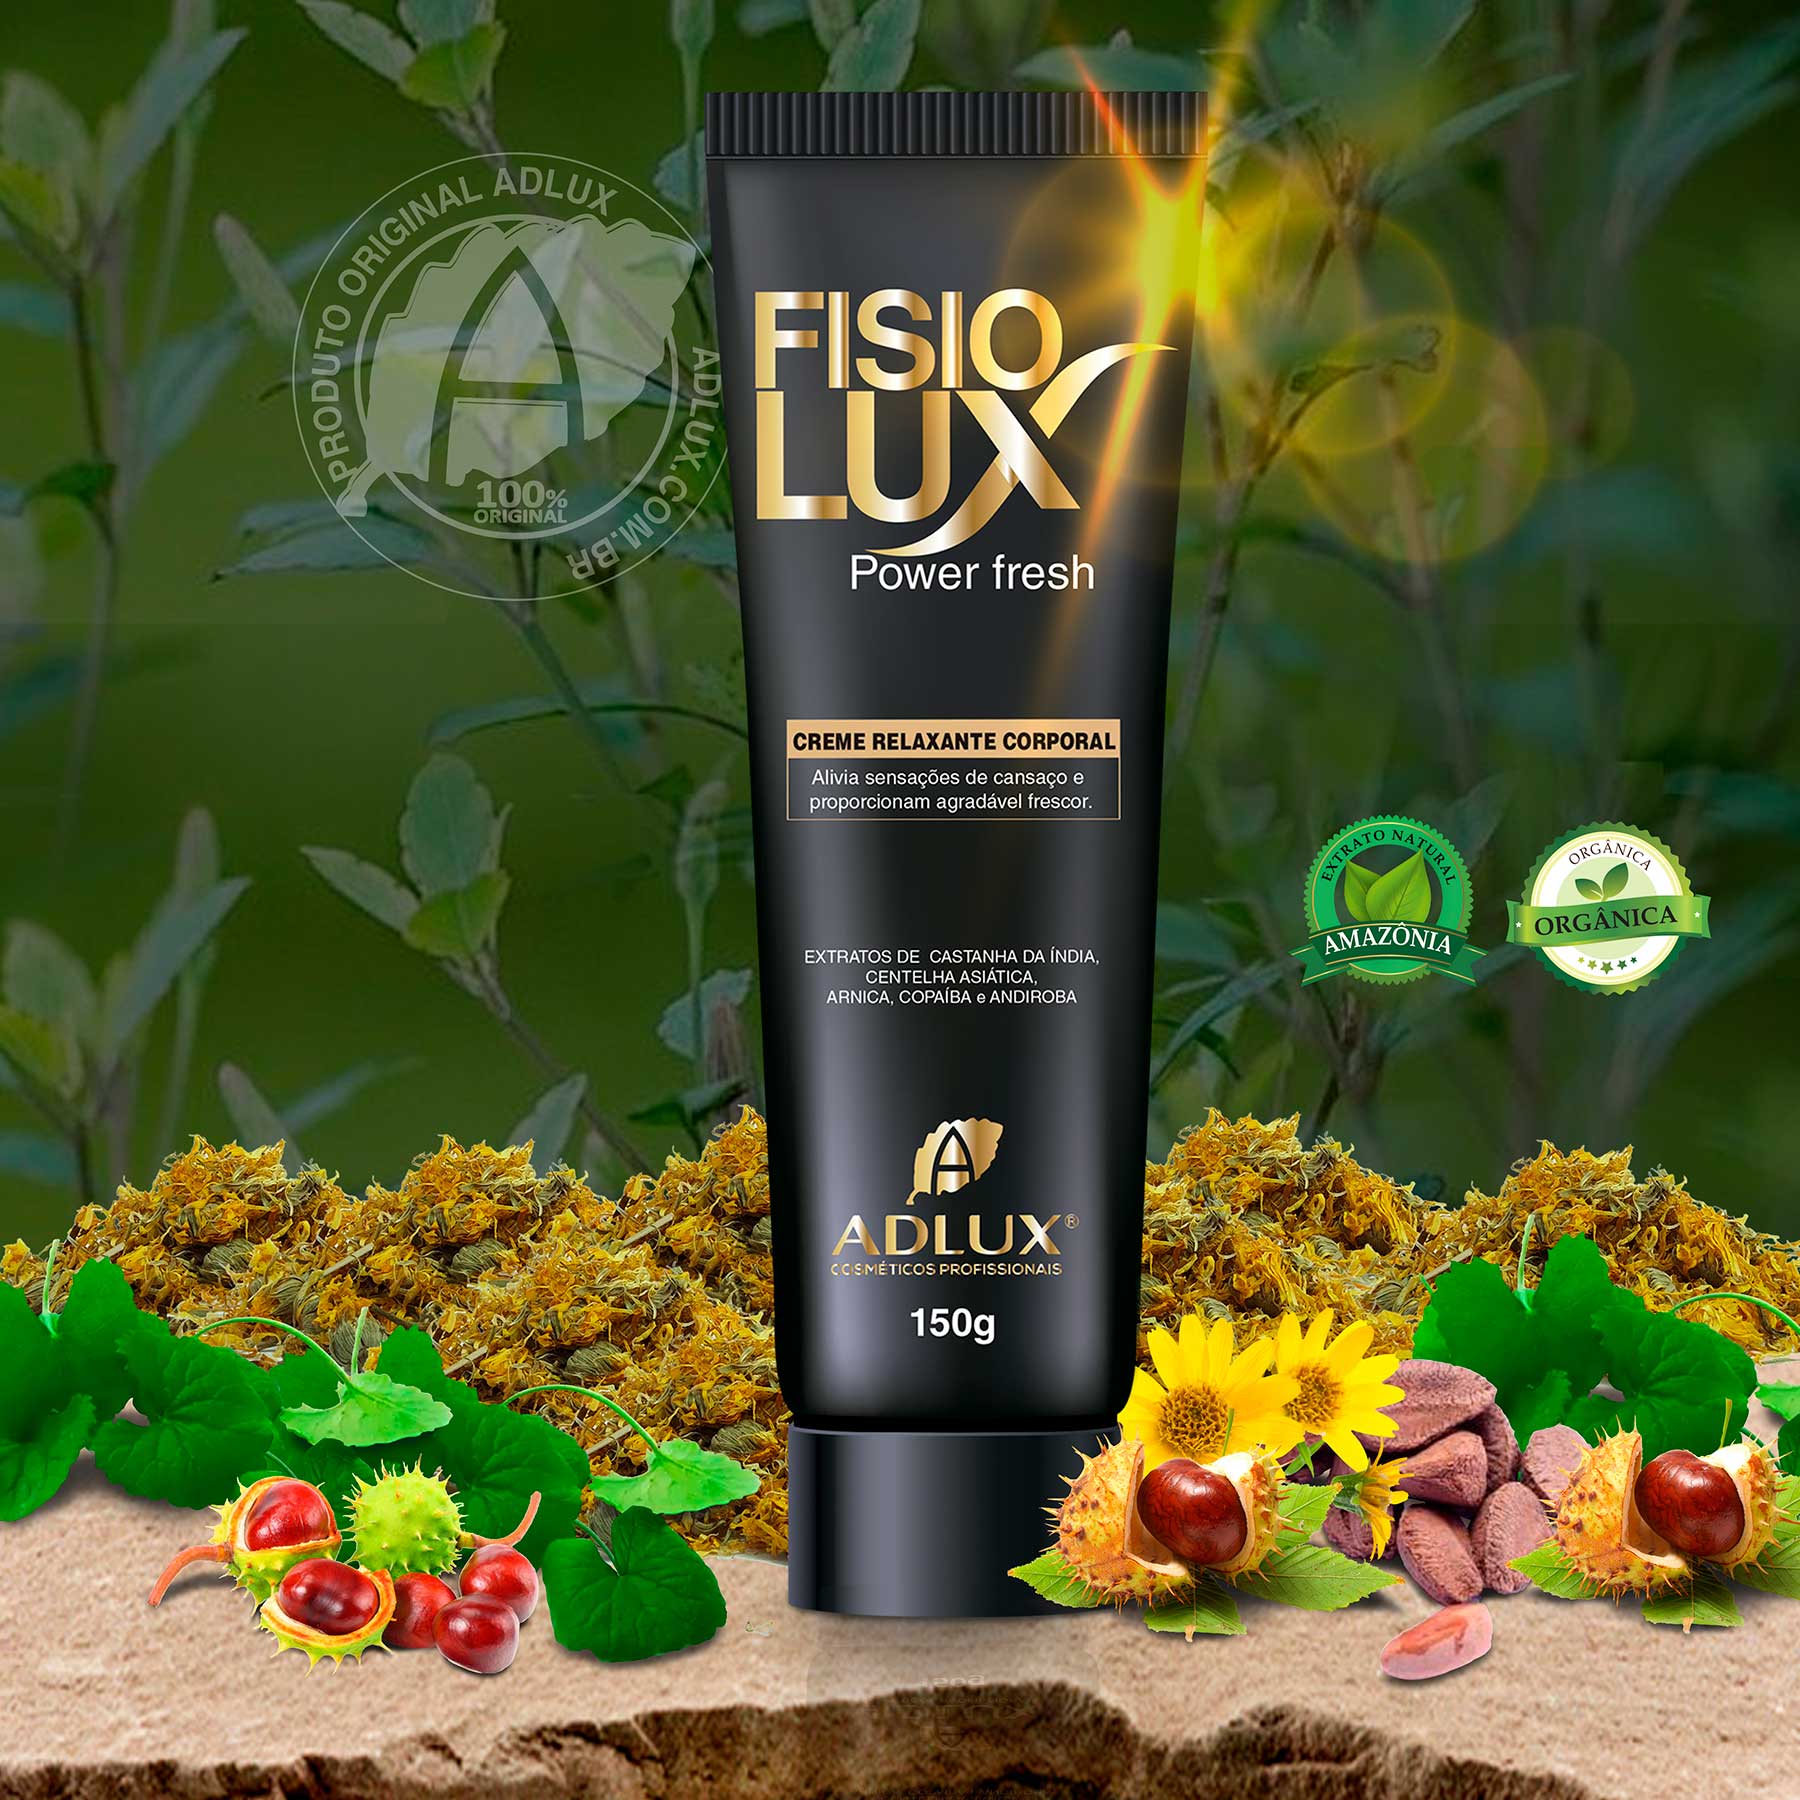 PRODUTO ORIGINAL ADLUX
ADLUX.COM.BR
100%
ORIGINAL
FISIO
LUX
Power fresh
CREME RELAXANTE CORPORAL
Alivia sensações de cansaço e
proporcionam agradável frescor.
EXTRATOS DE CASTANHA DA ÍNDIA,
CENTELHA ASIÁTICA,
ARNICA, COPAÍBA e ANDIROBA
A
ADLUX®
COSMÉTICOS PROFISSIONAIS
150g
EXTRATO NATURAL
AMAZÔNIA
ORGÂNICA
ORGÂNICA